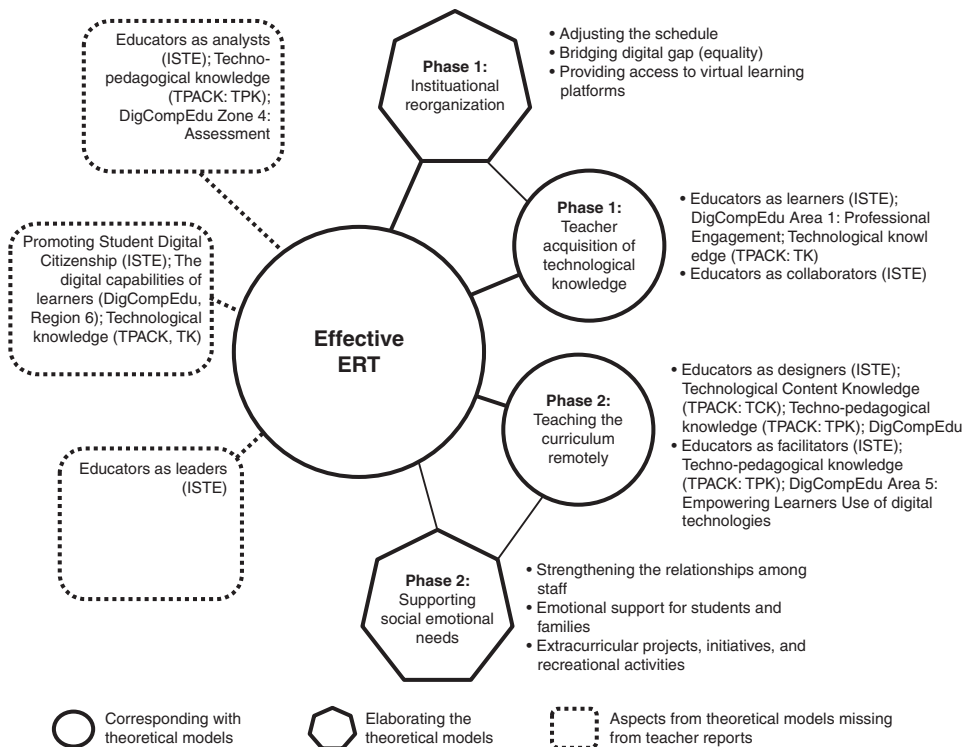 Educators as analysts
(ISTE); Techno-
pedagogical knowledge
(TPACK: TPK);
DigCompEdu Zone 4:
Assessment
Promoting Student Digital
Citizenship (ISTE); The
digital capabilities of
learners (DigCompEdu,
Region 6); Technological
knowledge (TPACK, TK)
Educators as leaders
(ISTE)
Effective
ERT
Phase 1:
Instituational
reorganization
• Adjusting the schedule
• Bridging digital gap (equality)
• Providing access to virtual learning
platforms
Phase 1:
Teacher
acquisition of
technological
knowledge
• Educators as learners (ISTE);
DigCompEdu Area 1: Professional
Engagement; Technological knowl
edge (TPACK: TK)
• Educators as collaborators (ISTE)
Phase 2:
Teaching the
curriculum
remotely
• Educators as designers (ISTE);
Technological Content Knowledge
(TPACK: TCK); Techno-pedagogical
knowledge (TPACK: TPK); DigCompEdu
• Educators as facilitators (ISTE);
Techno-pedagogical knowledge
(TPACK: TPK); DigCompEdu Area 5:
Empowering Learners Use of digital
technologies
Phase 2:
Supporting
social emotional
needs
• Strengthening the relationships among
staff
• Emotional support for students and
families
• Extracurricular projects, initiatives, and
recreational activities
Corresponding with
theoretical models
Elaborating the
theoretical models
Aspects from theoretical models missing
from teacher reports